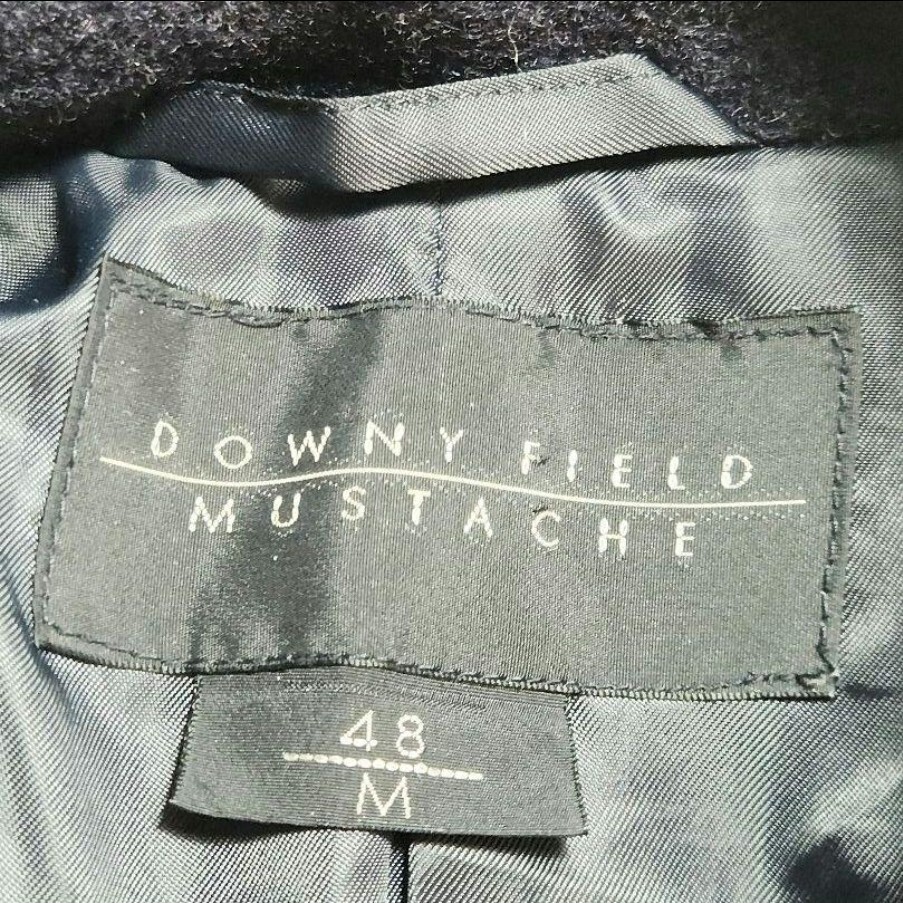 DOWNY FIELD
MUSTACHE
48
M